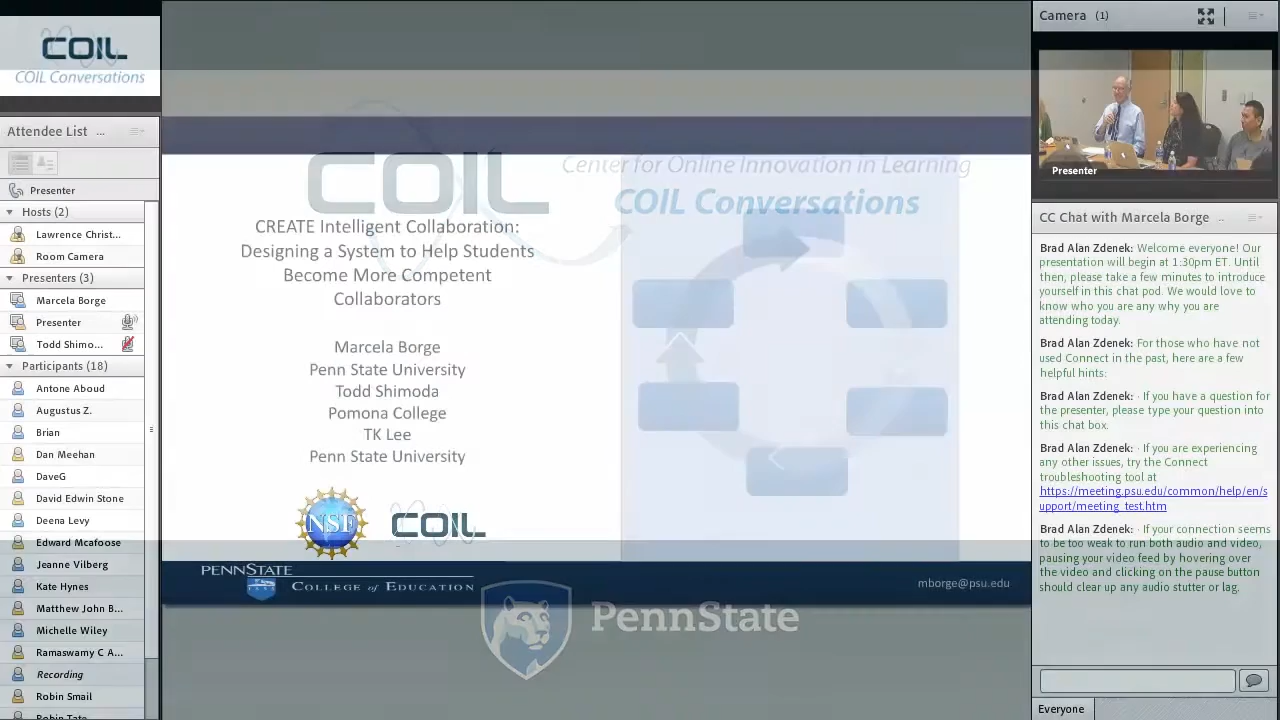 COIL
COIL Conversations
Attendee List ...
Presenter
Hosts (2)
Lawrence Christ...
Room Camera
Presenters (3)
Marcela Borge
Presenter
Todd Shimo...
Participants (18)
Antone Aboud
Augustus Z.
Brian
Dan Meehan
DaveG
David Edwin Stone
Deena Levy
Edward Mcafoose
Jeanne Vilberg
Kate Hynes
Matthew John B...
Michelle Wiley
Ramaswamy C A...
Recording
Robin Smail
Robin Tate
COIL
Center for Online Innovation in Learning
COIL Conversations
CREATE Intelligent Collaboration:
Designing a System to Help Students
Become More Competent
Collaborators
Marcela Borge
Penn State University
Todd Shimoda
Pomona College
TK Lee
Penn State University
NSF
COIL
PENNSTATE
COLLEGE of EDUCATION
mborge@psu.edu
PennState
Camera (1)
Presenter
CC Chat with Marcela Borge ...
Brad Alan Zdenek: Welcome everyone! Our
presentation will begin at 1:30pm ET. Until
then, please take a few minutes to introduce
yourself in this chat pod. We would love to
know who you are any why you are
attending today.
Brad Alan Zdenek: For those who have not
used Connect in the past, here are a few
helpful hints:
Brad Alan Zdenek: · If you have a question for
the presenter, please type your question into
this chat box.
Brad Alan Zdenek: · If you are experiencing
any other issues, try the Connect
troubleshooting tool at
https://meeting.psu.edu/common/help/en/s
upport/meeting_test.htm
Brad Alan Zdenek: · If your connection seems
to be too weak to run both audio and video,
pausing your video feed by hovering over
the video and clicking on the pause button
should clear up any audio stutter or lag.
Everyone